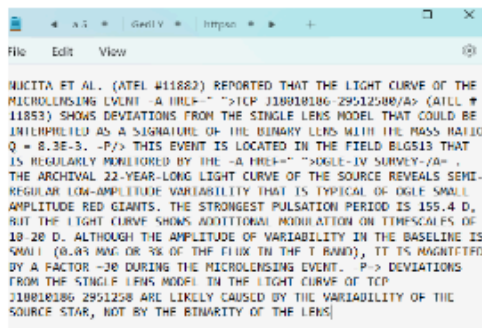 a.5
GedLY
httpso
File Edit View
NUCITA ET AL. (ATEL #11882) REPORTED THAT THE LIGHT CURVE OF THE
MICROLENSING EVENT -A HREF=" ">TCP J18010186-29512580/A> (ATEL #
11853) SHOWS DEVIATIONS FROM THE SINGLE LENS MODEL THAT COULD BE
INTERPRETED AS A SIGNATURE OF THE BINARY LENS WITH THE MASS RATIO
Q = 8.3E-3. -P/> THIS EVENT IS LOCATED IN THE FIELD BLG513 THAT
IS REGULARLY MONITORED BY THE -A HREF=" ">OGLE-IV SURVEY-/A= .
THE ARCHIVAL 22-YEAR-LONG LIGHT CURVE OF THE SOURCE REVEALS SEMI-
REGULAR LOW-AMPLITUDE VARIABILITY THAT IS TYPICAL OF OGLE SMALL
AMPLITUDE RED GIANTS. THE STRONGEST PULSATION PERIOD IS 155.4 D,
BUT THE LIGHT CURVE SHOWS ADDITIONAL MODULATION ON TIMESCALES OF
10-20 D. ALTHOUGH THE AMPLITUDE OF VARIABILITY IN THE BASELINE IS
SMALL (0.03 MAG OR 3% OF THE FLUX IN THE I BAND), IT IS MAGNIFIED
BY A FACTOR ~30 DURING THE MICROLENSING EVENT. P-> DEVIATIONS
FROM THE SINGLE LENS MODEL IN THE LIGHT CURVE OF TCP
J18010186 2951258 ARE LIKELY CAUSED BY THE VARIABILITY OF THE
SOURCE STAR, NOT BY THE BINARITY OF THE LENS